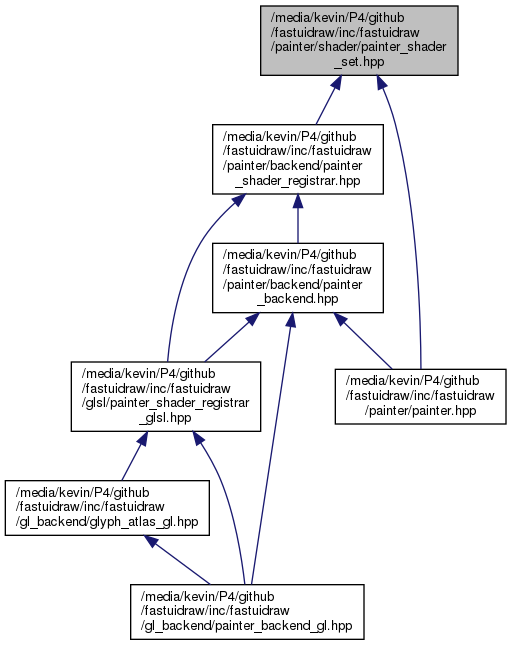 /media/kevin/P4/github
/fastuidraw/inc/fastuidraw
/painter/shader/painter_shader
_set.hpp
/media/kevin/P4/github
/fastuidraw/inc/fastuidraw
/painter/backend/painter
_shader_registrar.hpp
/media/kevin/P4/github
/fastuidraw/inc/fastuidraw
/painter/backend/painter
_backend.hpp
/media/kevin/P4/github
/fastuidraw/inc/fastuidraw
/glsl/painter_shader_registrar
_glsl.hpp
/media/kevin/P4/github
/fastuidraw/inc/fastuidraw
/painter/painter.hpp
/media/kevin/P4/github
/fastuidraw/inc/fastuidraw
/gl_backend/glyph_atlas_gl.hpp
/media/kevin/P4/github
/fastuidraw/inc/fastuidraw
/gl_backend/painter_backend_gl.hpp